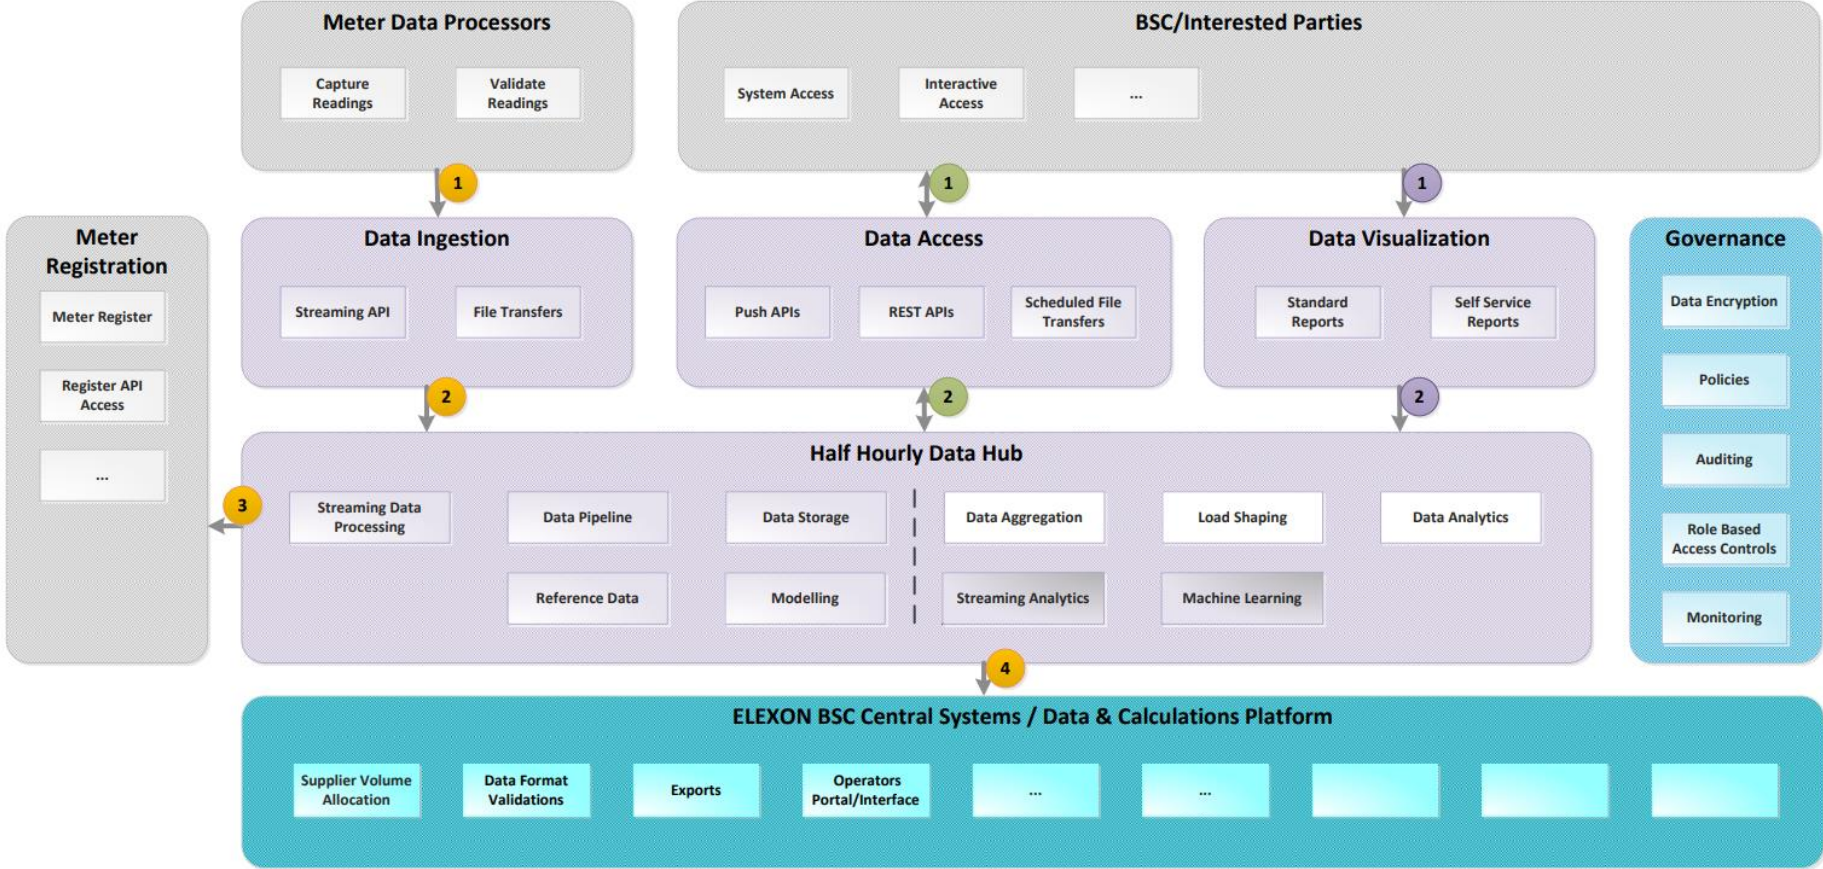 Meter Data Processors
Capture
Readings
Validate
Readings
BSC/Interested Parties
System Access
Interactive
Access
...
1
1
1
Meter
Registration
Meter Register
Register API
Access
...
Data Ingestion
Streaming API
File Transfers
Data Access
Push APIs
REST APIs
Scheduled File
Transfers
Data Visualization
Standard
Reports
Self Service
Reports
Governance
Data Encryption
Policies
Auditing
Role Based
Access Controls
Monitoring
2
2
2
3
Half Hourly Data Hub
Streaming Data
Processing
Data Pipeline
Data Storage
Data Aggregation
Load Shaping
Data Analytics
Reference Data
Modelling
Streaming Analytics
Machine Learning
4
ELEXON BSC Central Systems / Data & Calculations Platform
Supplier Volume
Allocation
Data Format
Validations
Exports
Operators
Portal/Interface
...
...